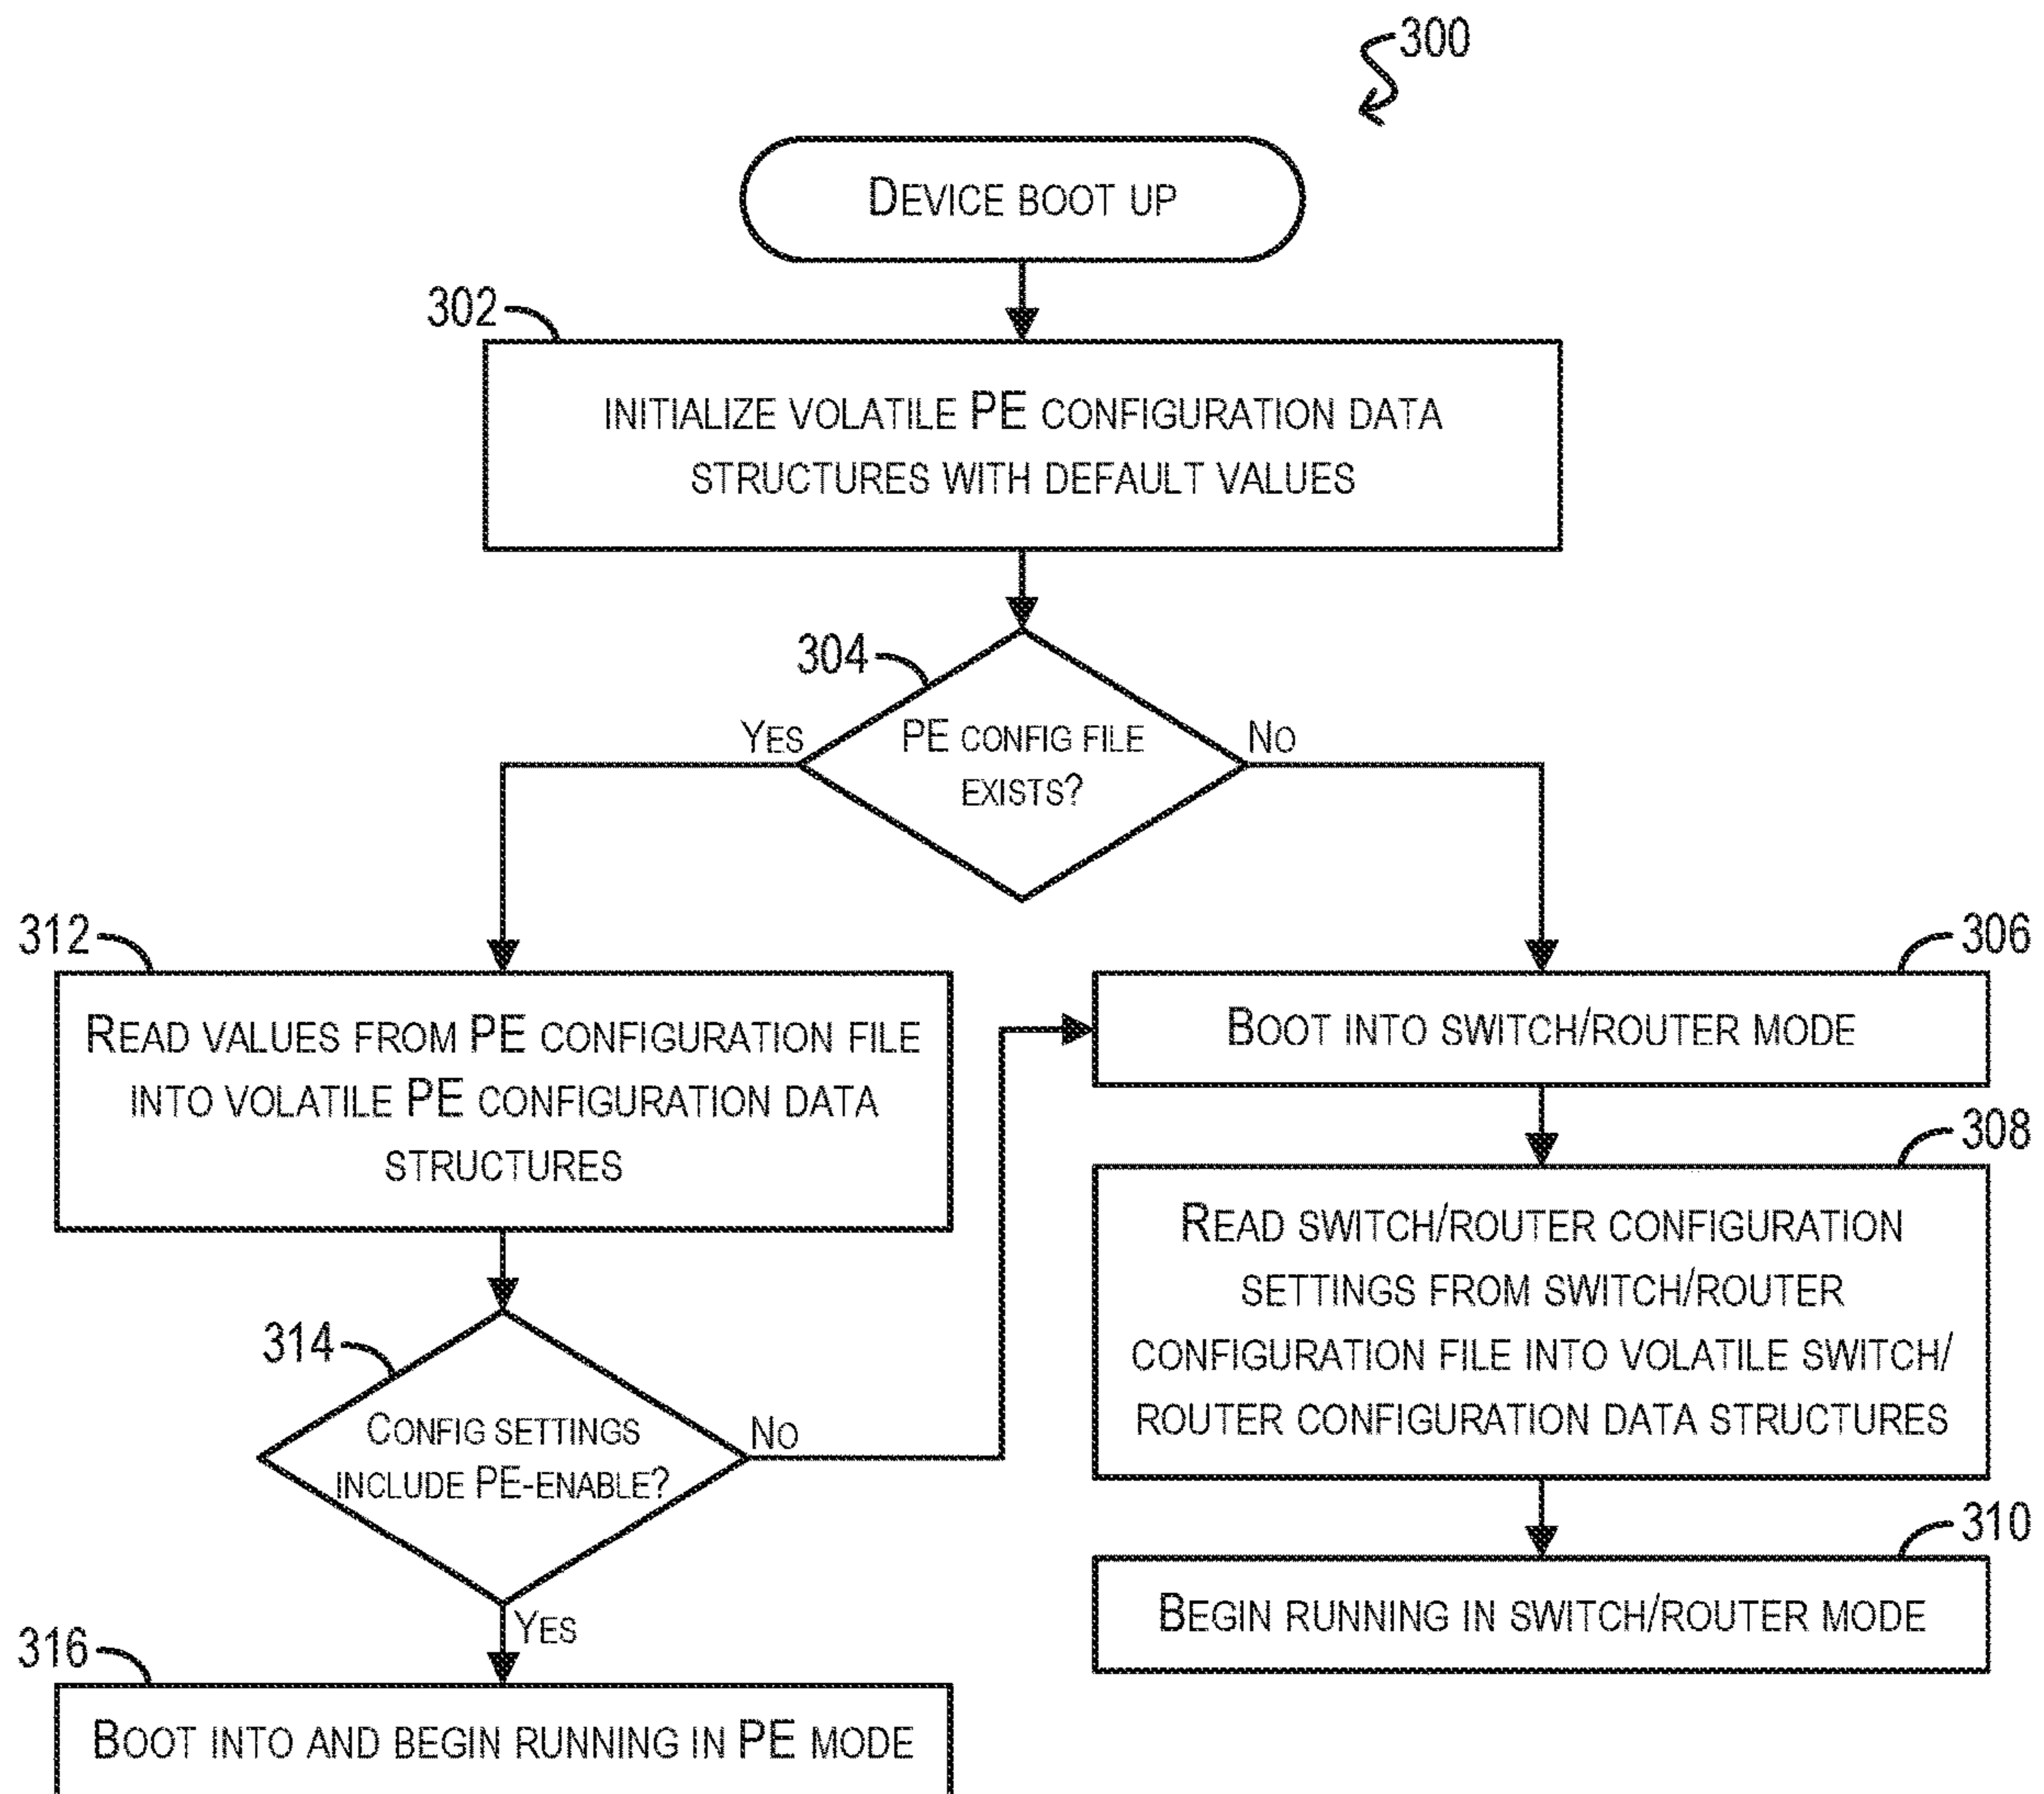 300
DEVICE BOOT UP
302
INITIALIZE VOLATILE PE CONFIGURATION DATA
STRUCTURES WITH DEFAULT VALUES
304
PE CONFIG FILE
EXISTS?
YES
NO
312
READ VALUES FROM PE CONFIGURATION FILE
INTO VOLATILE PE CONFIGURATION DATA
STRUCTURES
306
BOOT INTO SWITCH/ROUTER MODE
308
READ SWITCH/ROUTER CONFIGURATION
SETTINGS FROM SWITCH/ROUTER
CONFIGURATION FILE INTO VOLATILE SWITCH/
ROUTER CONFIGURATION DATA STRUCTURES
314
CONFIG SETTINGS
INCLUDE PE-ENABLE?
NO
YES
310
BEGIN RUNNING IN SWITCH/ROUTER MODE
316
BOOT INTO AND BEGIN RUNNING IN PE MODE